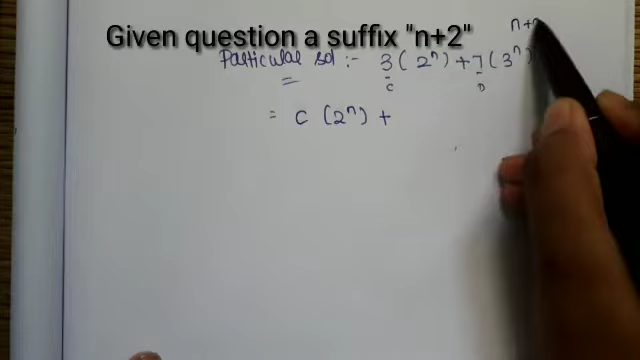 Given question a suffix "n+2"
n+
Particular sol :- 3 ( 2ⁿ ) + 7 ( 3ⁿ )
C D
= C (2ⁿ) +